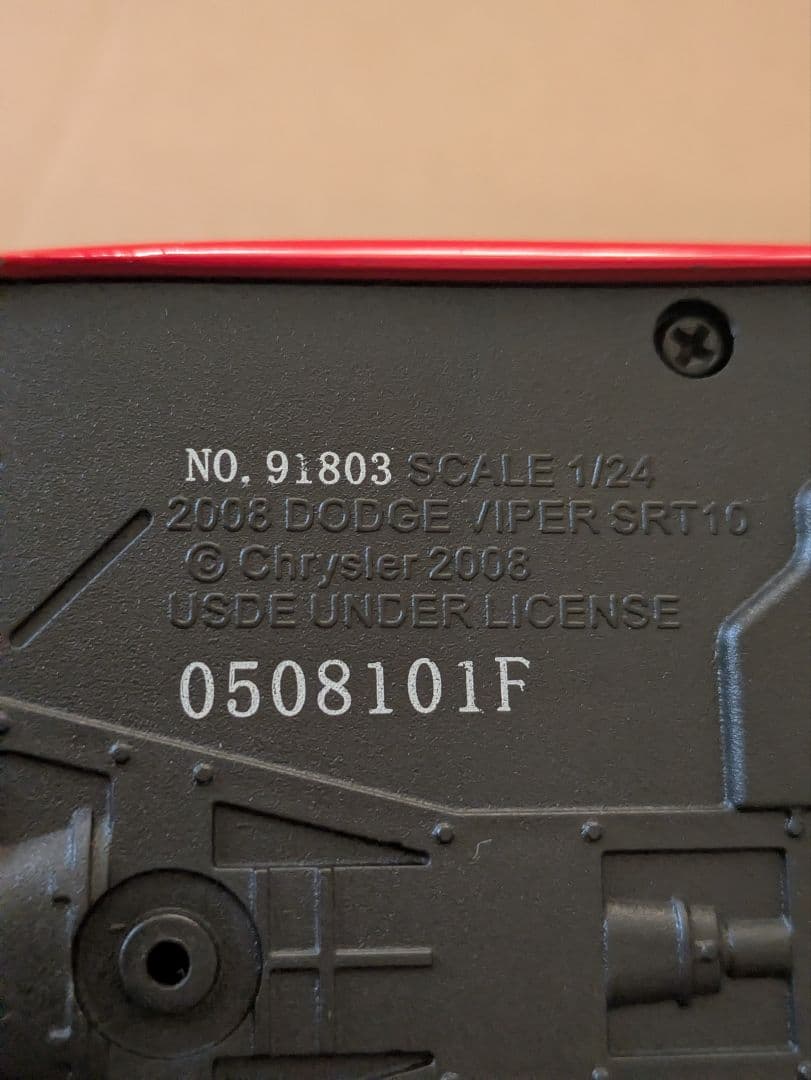 NO. 91803 SCALE 1/24
2008 DODGE VIPER SRT10
© Chrysler 2008
USDE UNDER LICENSE
0508101F